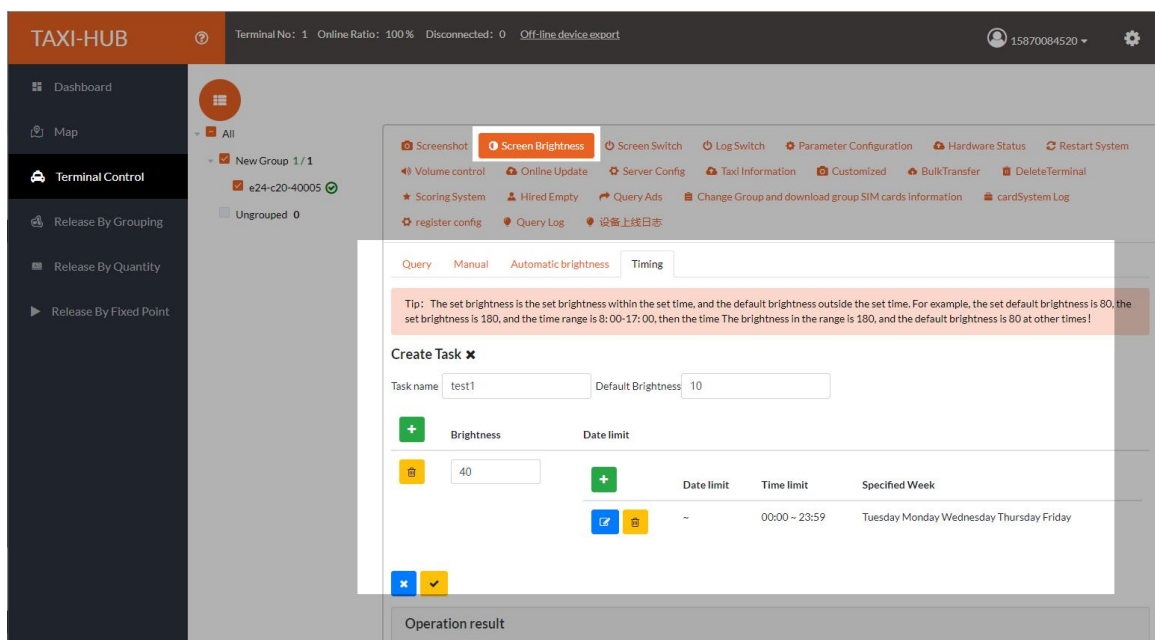 TAXI-HUB
Terminal No: 1 Online Ratio: 100% Disconnected: 0 Off-line device export
15870084520
Dashboard
Map
Terminal Control
Release By Grouping
Release By Quantity
Release By Fixed Point
All
New Group 1/1
e24-c20-40005
Ungrouped 0
Screenshot Screen Brightness Screen Switch Log Switch Parameter Configuration Hardware Status Restart System
Volume control Online Update Server Config Taxi Information Customized BulkTransfer DeleteTerminal
Scoring System Hired Empty Query Ads Change Group and download group SIM cards information cardSystem Log
register config Query Log 设备上线日志
Query Manual Automatic brightness Timing
Tip: The set brightness is the set brightness within the set time, and the default brightness outside the set time. For example, the set default brightness is 80, the
set brightness is 180, and the time range is 8: 00-17: 00, then the time The brightness in the range is 180, and the default brightness is 80 at other times!
Create Task
Task name test1 Default Brightness 10
Brightness Date limit
40
Date limit Time limit Specified Week
~ 00:00 ~ 23:59 Tuesday Monday Wednesday Thursday Friday
Operation result